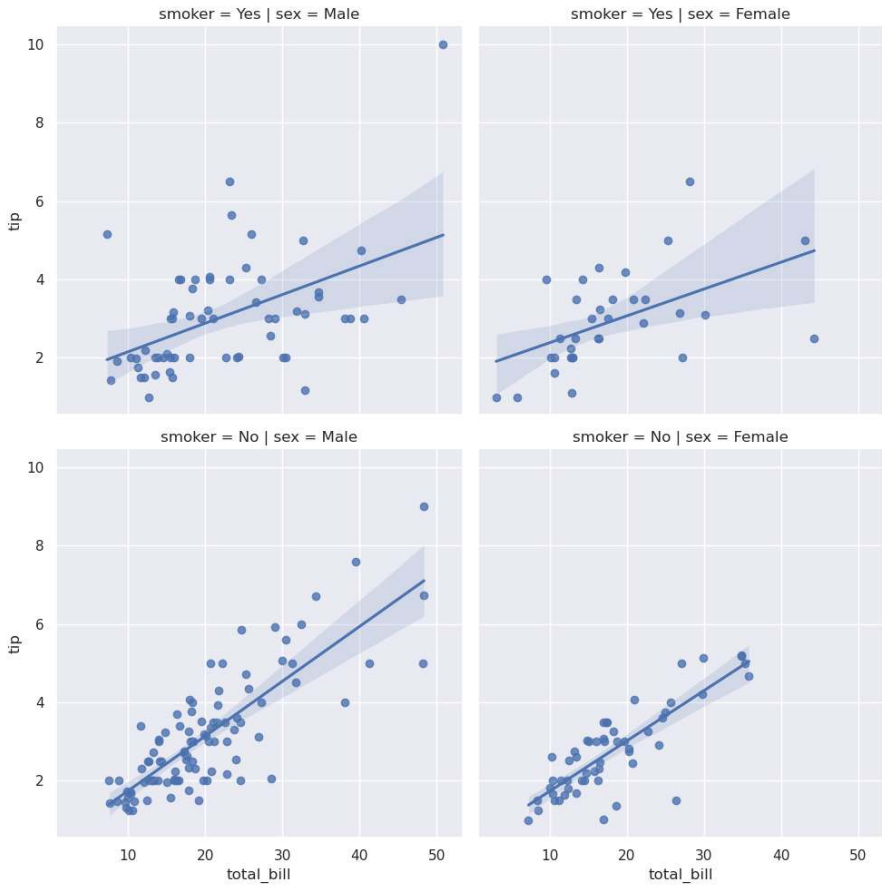 smoker = Yes | sex = Male
smoker = Yes | sex = Female
10
8
6
4
2
tip
smoker = No | sex = Male
smoker = No | sex = Female
10
8
6
4
2
tip
10 20 30 40 50
10 20 30 40 50
total_bill
total_bill